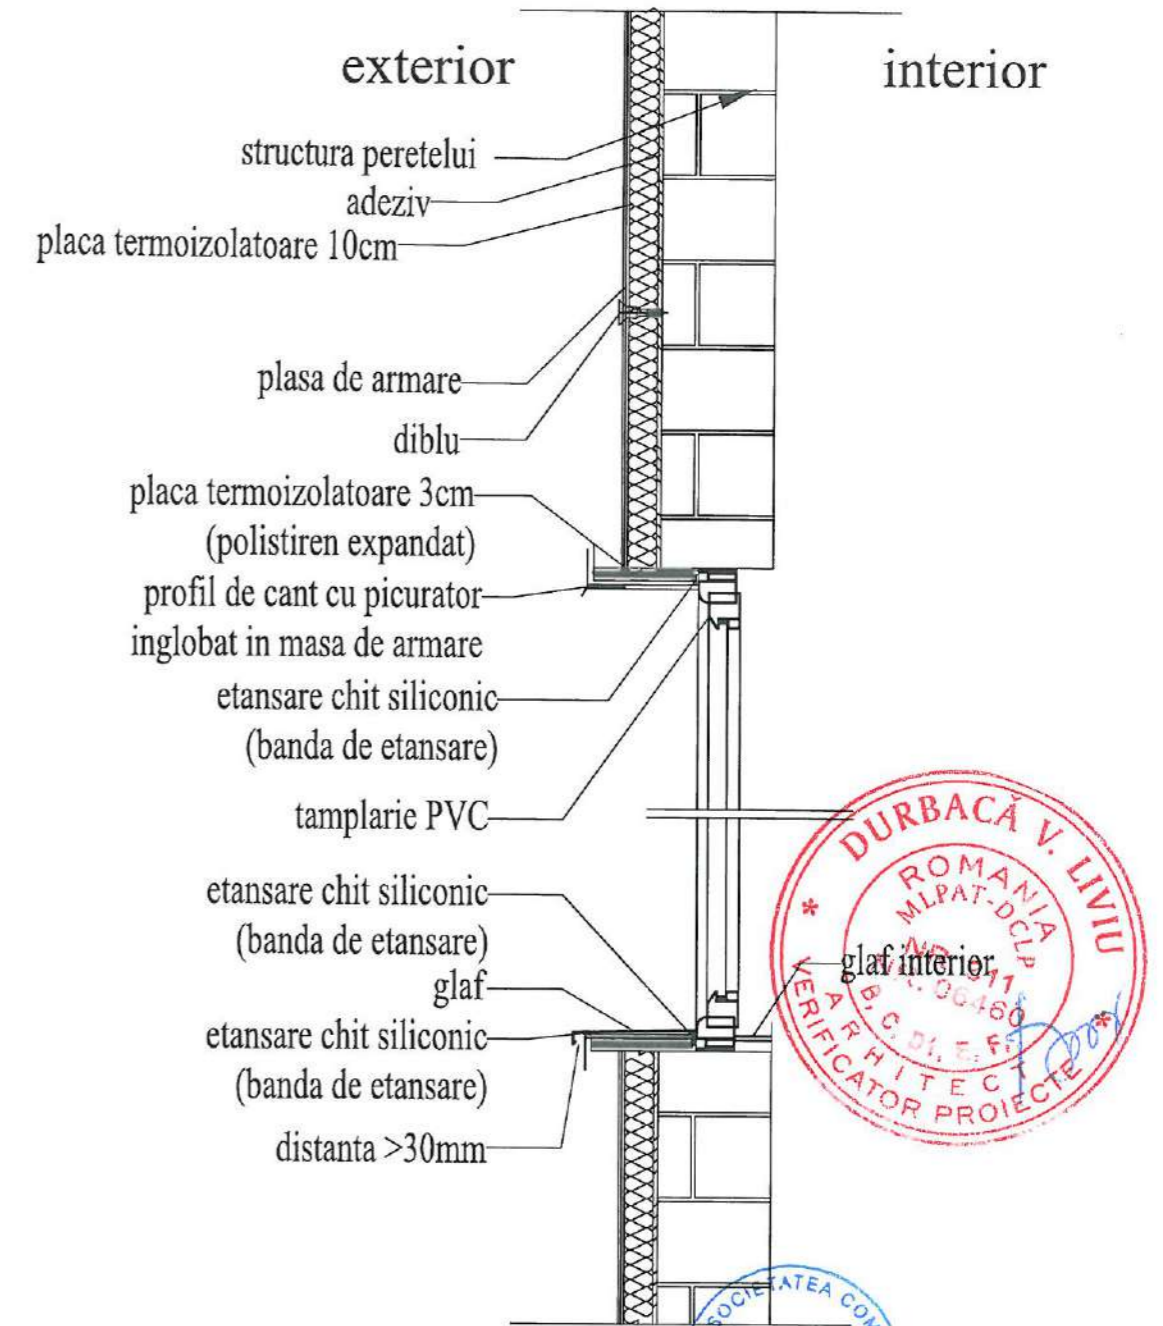 exterior
interior
structura peretelui
adeziv
placa termoizolatoare 10cm
plasa de armare
diblu
placa termoizolatoare 3cm
(polistiren expandat)
profil de cant cu picurator
inglobat in masa de armare
etansare chit siliconic
(banda de etansare)
tamplarie PVC
etansare chit siliconic
(banda de etansare)
glaf
etansare chit siliconic
(banda de etansare)
distanta >30mm
glaf interior
* DURBACĂ V. LIVIU *
VERIFICATOR PROIECTE
ROMANIA
MLPAT-DCLP
06460
B, C, D1, E, F,
ARHITECT
SOCIETATEA